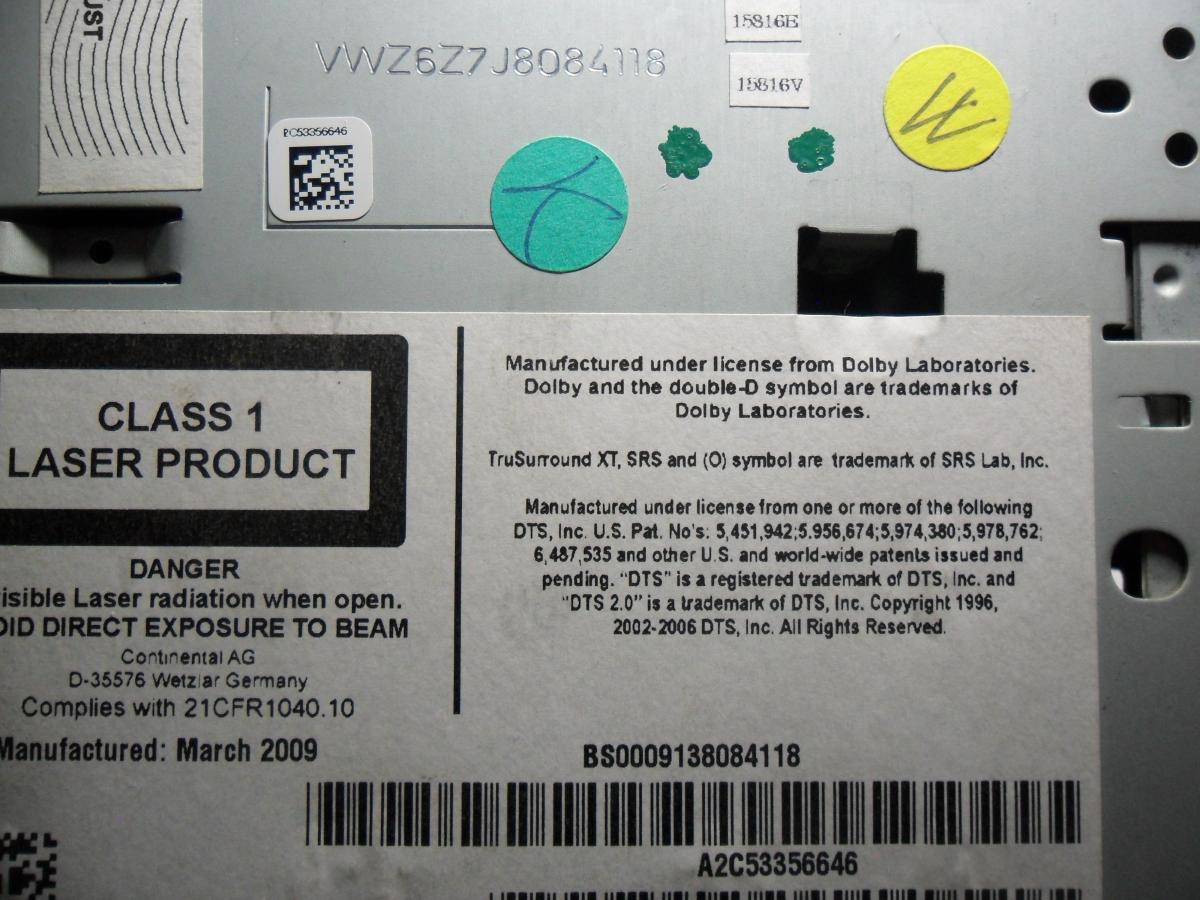 UST
15816E
15816V
VWZ6Z7J8084118
2C53356646
CLASS 1
LASER PRODUCT
DANGER
isible Laser radiation when open.
OID DIRECT EXPOSURE TO BEAM
Continental AG
D-35576 Wetzlar Germany
Complies with 21CFR1040.10
Manufactured: March 2009
Manufactured under license from Dolby Laboratories.
Dolby and the double-D symbol are trademarks of
Dolby Laboratories.
TruSurround XT, SRS and (O) symbol are trademark of SRS Lab, Inc.
Manufactured under license from one or more of the following
DTS, Inc. U.S. Pat. No's: 5,451,942;5.956,674;5,974,380;5,978,762;
6,487,535 and other U.S. and world-wide patents issued and
pending. "DTS" is a registered trademark of DTS, Inc. and
"DTS 2.0" is a trademark of DTS, Inc. Copyright 1996,
2002-2006 DTS, Inc. All Rights Reserved.
BS0009138084118
A2C53356646